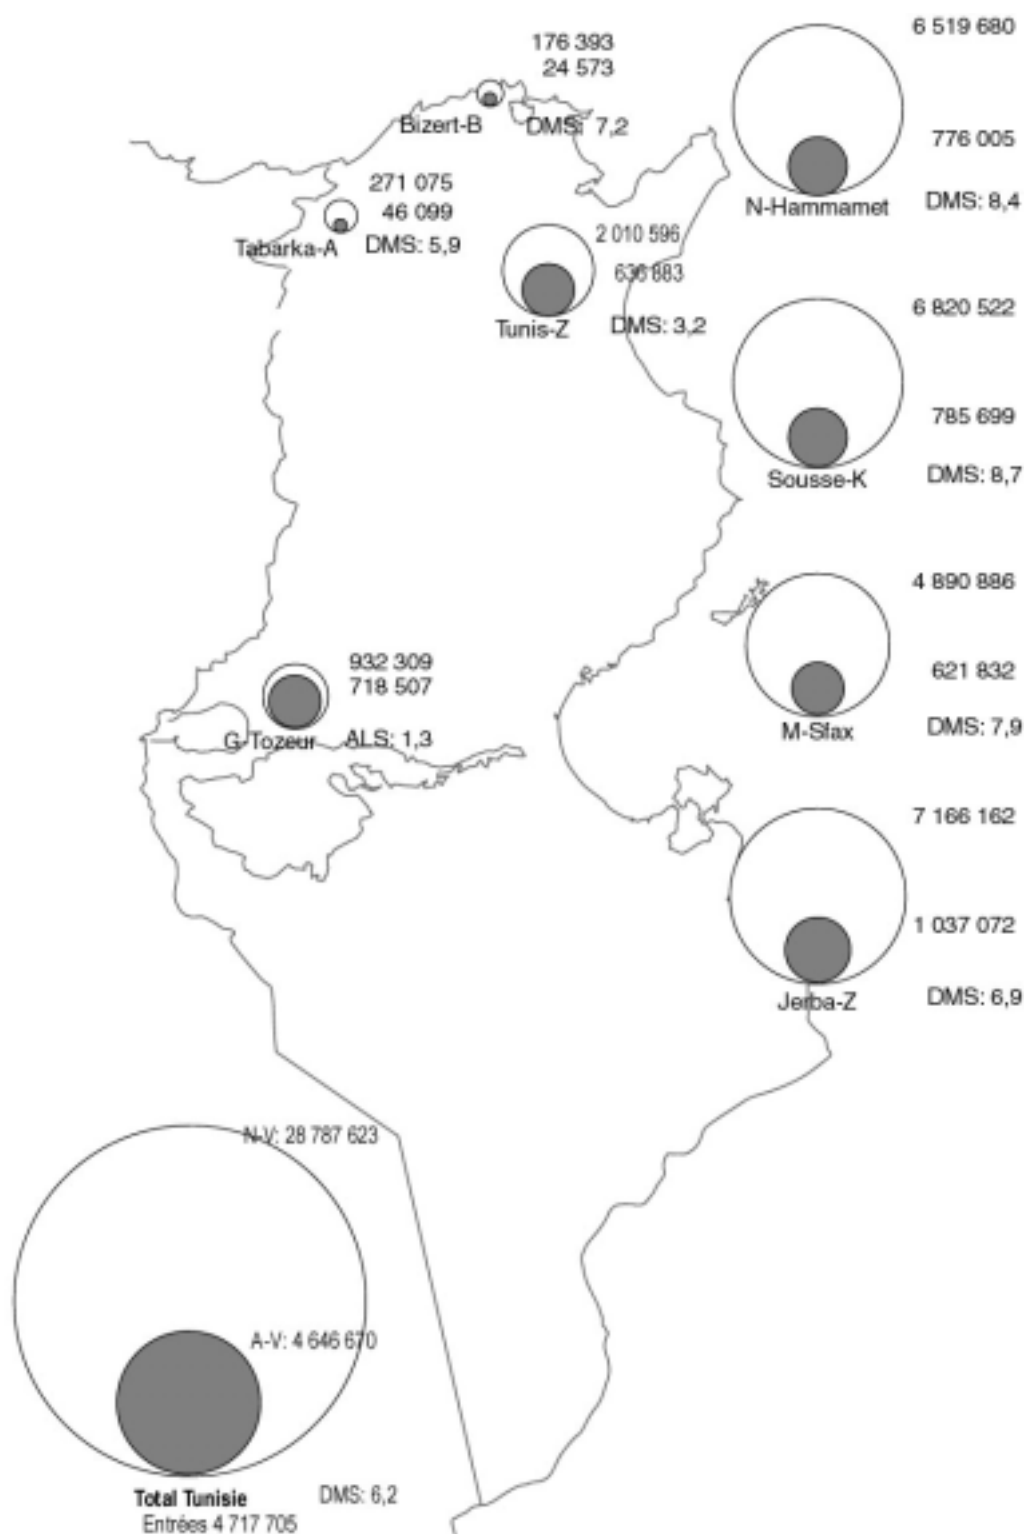 6 519 680
776 005
N-Hammamet
DMS: 8,4
176 393
24 573
Bizert-B
DMS: 7,2
271 075
46 099
Tabarka-A
DMS: 5,9
2 010 596
636 883
Tunis-Z
DMS: 3,2
6 820 522
785 699
Sousse-K
DMS: 8,7
4 890 886
621 832
M-Sfax
DMS: 7,9
932 309
718 507
G-Tozeur
ALS: 1,3
7 166 162
1 037 072
Jerba-Z
DMS: 6,9
N-V: 28 787 623
A-V: 4 646 670
Total Tunisie
DMS: 6,2
Entrées 4 717 705